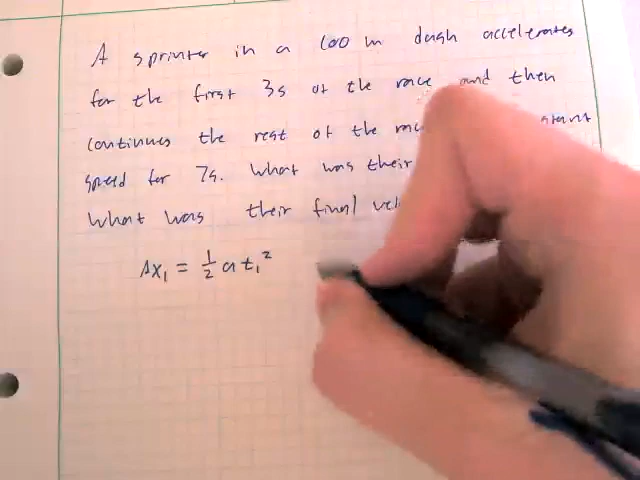 A sprinter in a 100 m dash accelerates
for the first 3s of the race and then
continues the rest of the
speed for 7s. What was their
What was their final
Δx₁ = 1/2 a t₁²